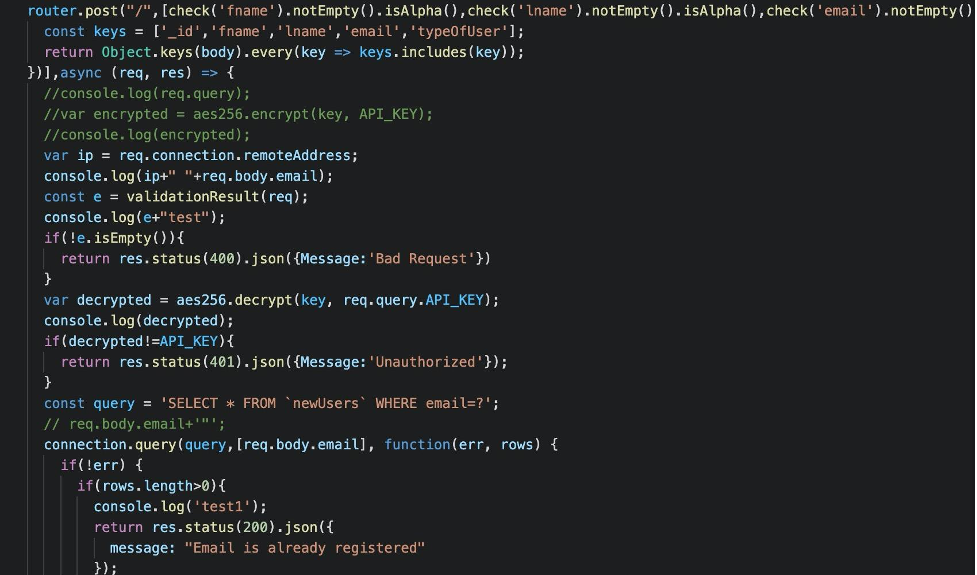 router.post("/",[check('fname').notEmpty().isAlpha(),check('lname').notEmpty().isAlpha(),check('email').notEmpty()
const keys = ['_id','fname','lname','email','typeOfUser'];
return Object.keys(body).every(key => keys.includes(key));
})],async (req, res) => {
//console.log(req.query);
//var encrypted = aes256.encrypt(key, API_KEY);
//console.log(encrypted);
var ip = req.connection.remoteAddress;
console.log(ip+" "+req.body.email);
const e = validationResult(req);
console.log(e+"test");
if(!e.isEmpty()){
return res.status(400).json({Message:'Bad Request'})
}
var decrypted = aes256.decrypt(key, req.query.API_KEY);
console.log(decrypted);
if(decrypted!=API_KEY){
return res.status(401).json({Message:'Unauthorized'});
}
const query = 'SELECT * FROM `newUsers` WHERE email=?';
// req.body.email+'"';
connection.query(query,[req.body.email], function(err, rows) {
if(!err) {
if(rows.length>0){
console.log('test1');
return res.status(200).json({
message: "Email is already registered"
});